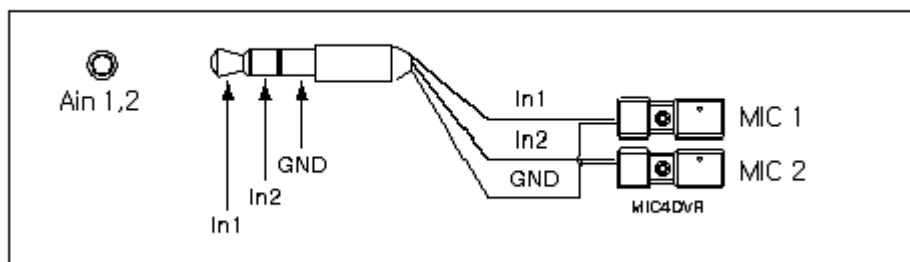 Ain 1,2
In1
In2
GND
In1
In2
GND
MIC 1
MIC 2
MIC4DVR